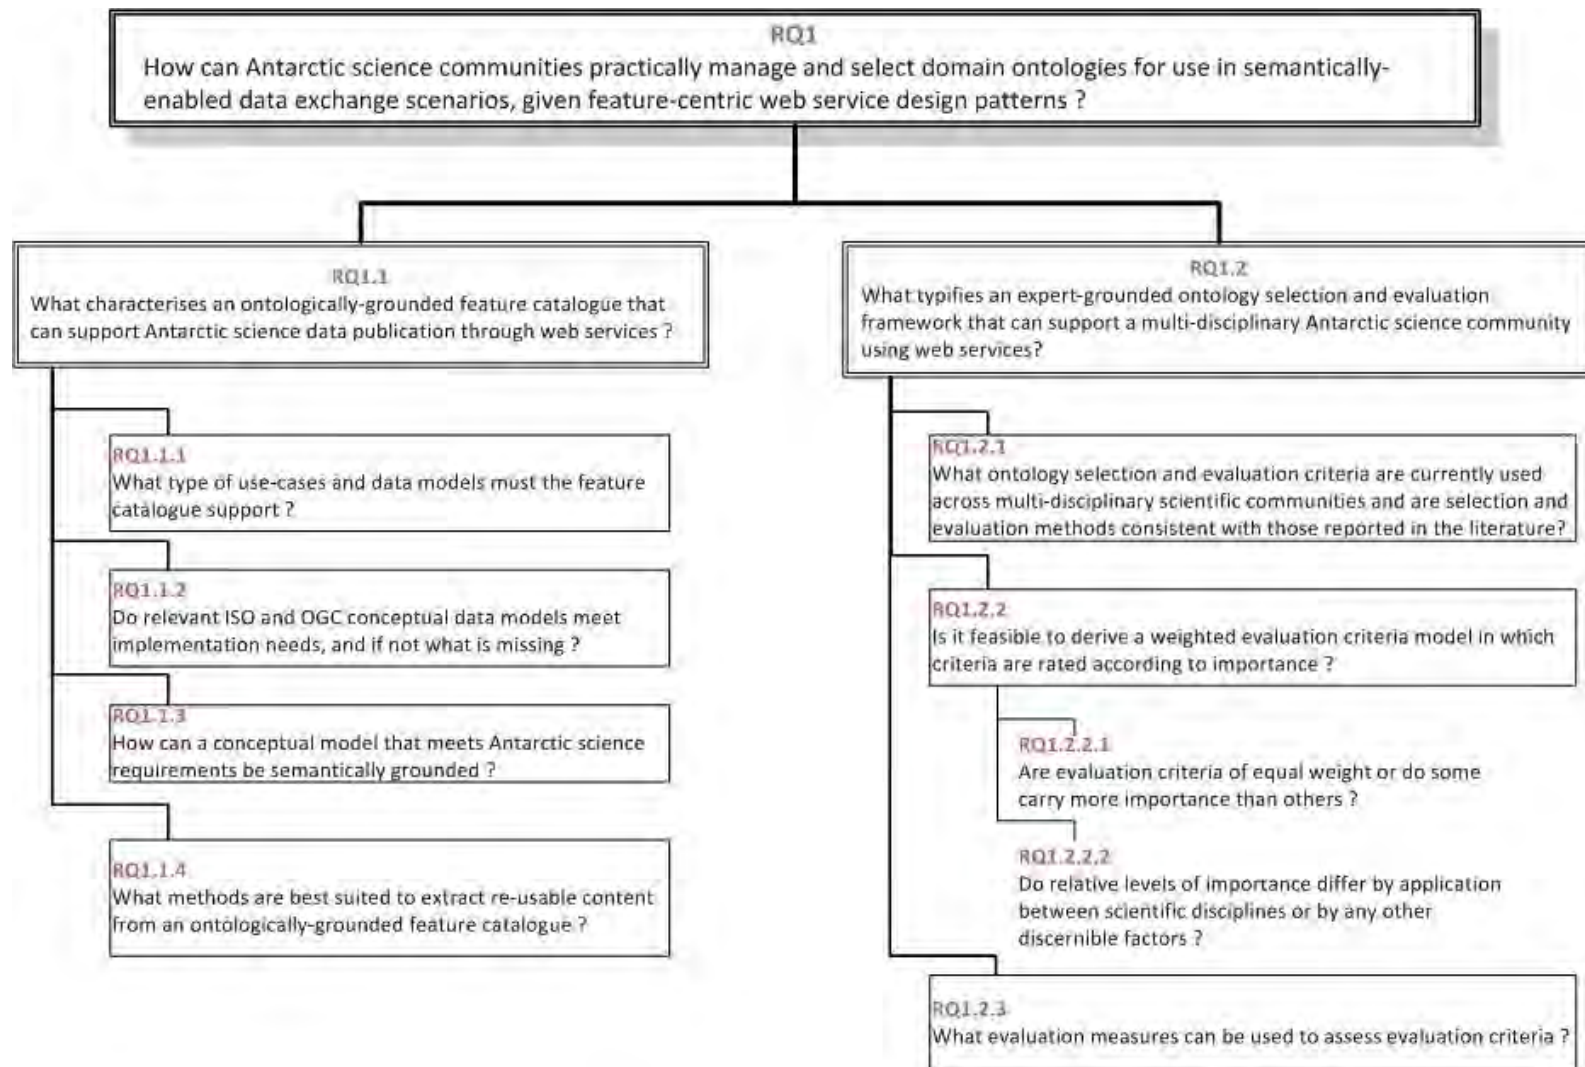 RQ1
How can Antarctic science communities practically manage and select domain ontologies for use in semantically-
enabled data exchange scenarios, given feature-centric web service design patterns ?
RQ1.1
What characterises an ontologically-grounded feature catalogue that
can support Antarctic science data publication through web services ?
RQ1.1.1
What type of use-cases and data models must the feature
catalogue support ?
RQ1.1.2
Do relevant ISO and OGC conceptual data models meet
implementation needs, and if not what is missing ?
RQ1.1.3
How can a conceptual model that meets Antarctic science
requirements be semantically grounded ?
RQ1.1.4
What methods are best suited to extract re-usable content
from an ontologically-grounded feature catalogue ?
RQ1.2
What typifies an expert-grounded ontology selection and evaluation
framework that can support a multi-disciplinary Antarctic science community
using web services?
RQ1.2.1
What ontology selection and evaluation criteria are currently used
across multi-disciplinary scientific communities and are selection and
evaluation methods consistent with those reported in the literature?
RQ1.2.2
Is it feasible to derive a weighted evaluation criteria model in which
criteria are rated according to importance ?
RQ1.2.2.1
Are evaluation criteria of equal weight or do some
carry more importance than others ?
RQ1.2.2.2
Do relative levels of importance differ by application
between scientific disciplines or by any other
discernible factors ?
RQ1.2.3
What evaluation measures can be used to assess evaluation criteria ?